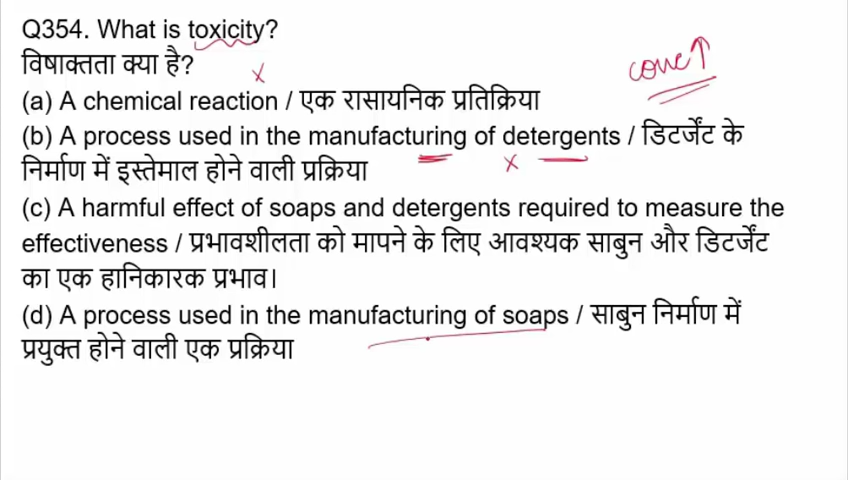 Q354. What is toxicity?
विषाक्तता क्या है?
conc↑
x
(a) A chemical reaction / एक रासायनिक प्रतिक्रिया
(b) A process used in the manufacturing of detergents / डिटर्जेंट के
निर्माण में इस्तेमाल होने वाली प्रक्रिया
x
(c) A harmful effect of soaps and detergents required to measure the
effectiveness / प्रभावशीलता को मापने के लिए आवश्यक साबुन और डिटर्जेंट
का एक हानिकारक प्रभाव।
(d) A process used in the manufacturing of soaps / साबुन निर्माण में
प्रयुक्त होने वाली एक प्रक्रिया